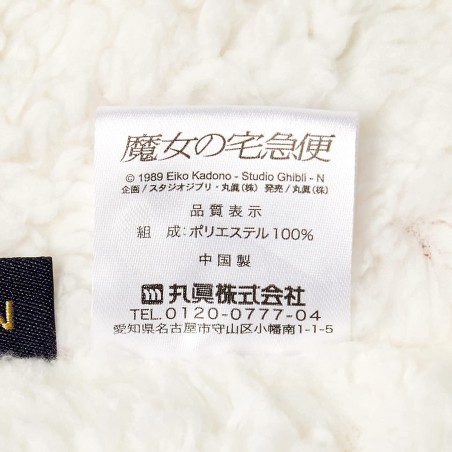 魔女の宅急便
© 1989 Eiko Kadono - Studio Ghibli - N
企画/スタジオジブリ・丸眞(株) 発売/丸眞(株)
品質表示
組 成:ポリエステル100%
中国製
丸眞株式会社
TEL.0120-0777-04
愛知県名古屋市守山区小幡南1-1-5
N